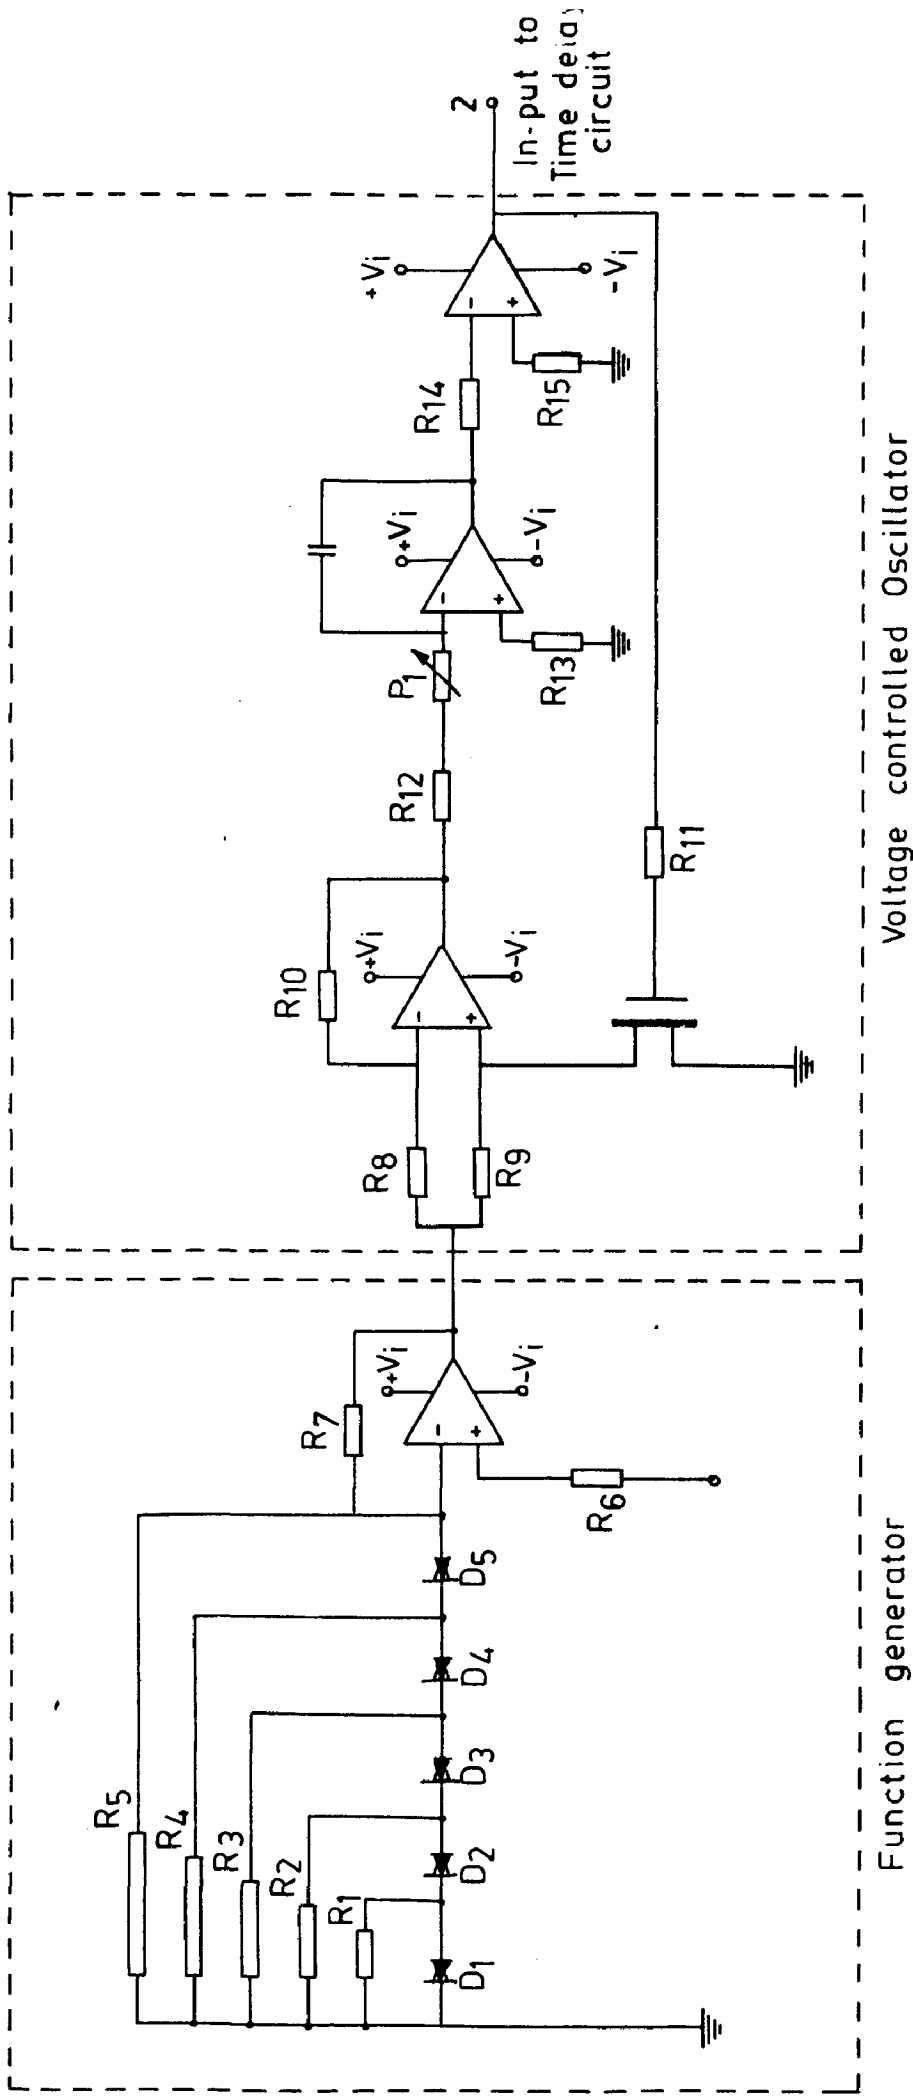 R5
R4
R3
R2
R1
D1
D2
D3
D4
D5
R7
+Vi
-Vi
-
+
R6
Function generator
R8
R9
R10
+Vi
-Vi
-
+
R11
R12
P1
+Vi
-Vi
-
+
R13
R14
+Vi
-Vi
-
+
R15
2
In-put to
Time delay
circuit
Voltage controlled Oscillator